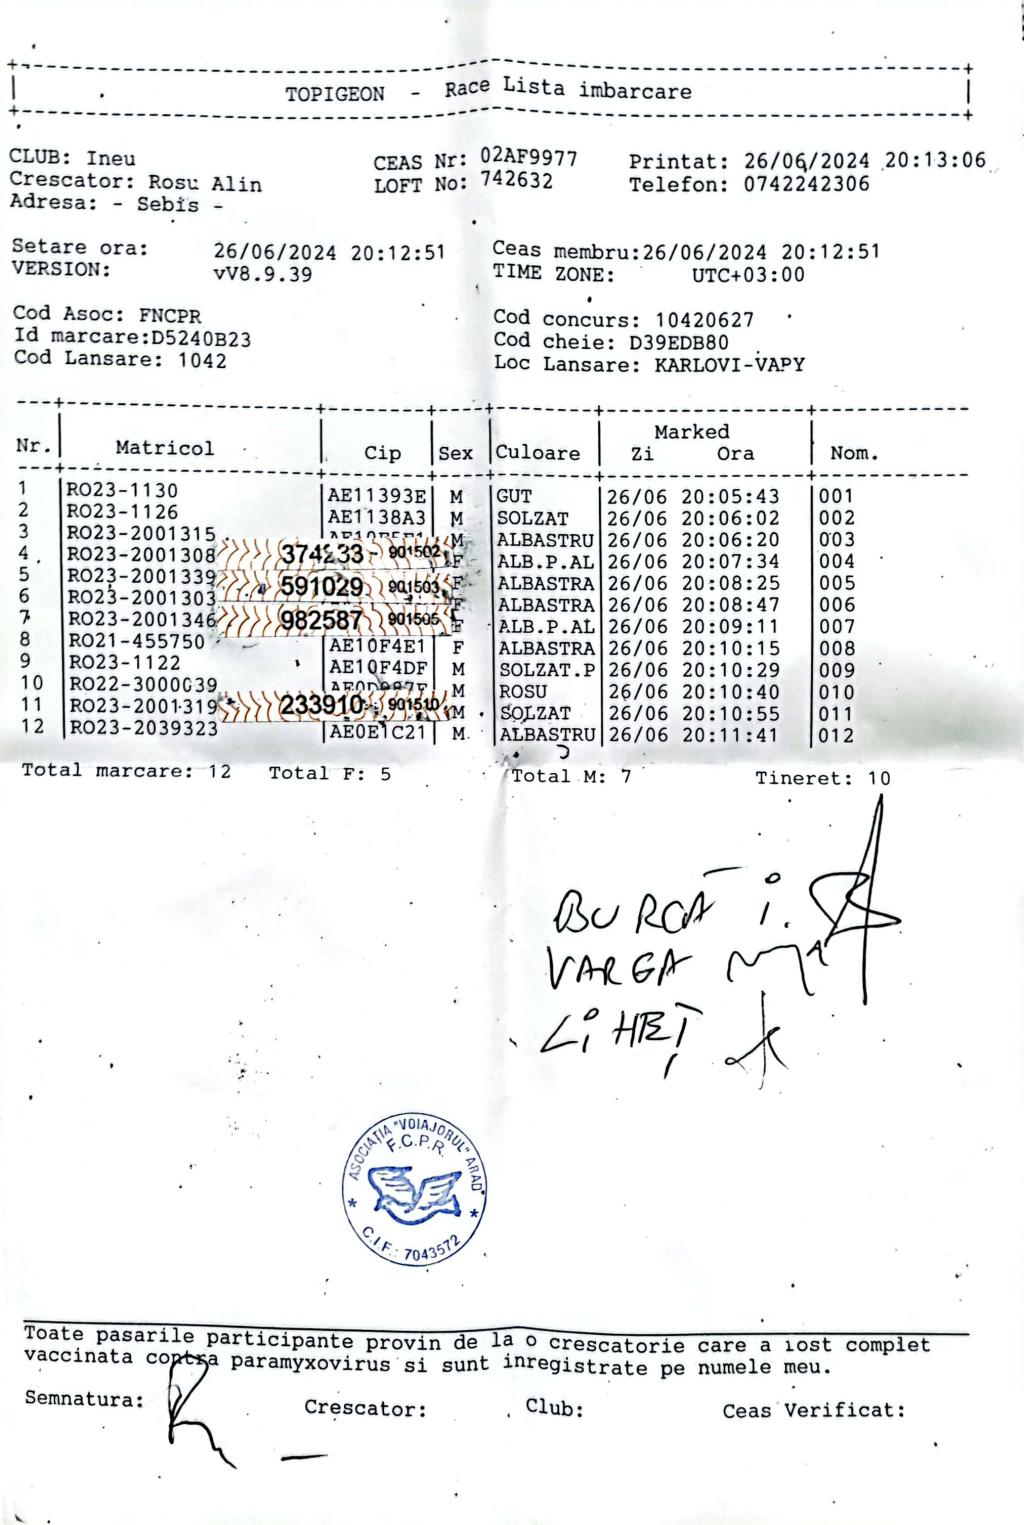 TOPIGEON - Race Lista imbarcare
CLUB: Ineu CEAS Nr: 02AF9977 Printat: 26/06/2024 20:13:06
Crescator: Rosu Alin LOFT No: 742632 Telefon: 0742242306
Adresa: - Sebis -
Setare ora: 26/06/2024 20:12:51 Ceas membru:26/06/2024 20:12:51
VERSION: vV8.9.39 TIME ZONE: UTC+03:00
Cod Asoc: FNCPR Cod concurs: 10420627
Id marcare:D5240B23 Cod cheie: D39EDB80
Cod Lansare: 1042 Loc Lansare: KARLOVI-VAPY
Marked
Nr. Matricol Cip Sex Culoare Zi Ora Nom.
1 RO23-1130 AE11393E M GUT 26/06 20:05:43 001
2 RO23-1126 AE1138A3 M SOLZAT 26/06 20:06:02 002
3 RO23-2001315 M ALBASTRU 26/06 20:06:20 003
4 RO23-2001308 374233 901502 F ALB.P.AL 26/06 20:07:34 004
5 RO23-2001339 591029 901503 F ALBASTRA 26/06 20:08:25 005
6 RO23-2001303 F ALBASTRA 26/06 20:08:47 006
7 RO23-2001346 982587 901505 F ALB.P.AL 26/06 20:09:11 007
8 RO21-455750 AE10F4E1 F ALBASTRA 26/06 20:10:15 008
9 RO23-1122 AE10F4DF M SOLZAT.P 26/06 20:10:29 009
10 RO22-3000039 M ROSU 26/06 20:10:40 010
11 RO23-2001319 233910 901510 M SOLZAT 26/06 20:10:55 011
12 RO23-2039323 AE0E1C21 M ALBASTRU 26/06 20:11:41 012
Total marcare: 12 Total F: 5 Total M: 7 Tineret: 10
BURCĂ I.
VARGA
LIHEȚ
ASOCIAȚIA "VOIAJORUL" ARAD
F.C.P.R.
C.I.F.: 7043572
Toate pasarile participante provin de la o crescatorie care a fost complet
vaccinata contra paramyxovirus si sunt inregistrate pe numele meu.
Semnatura: Crescator: Club: Ceas Verificat: